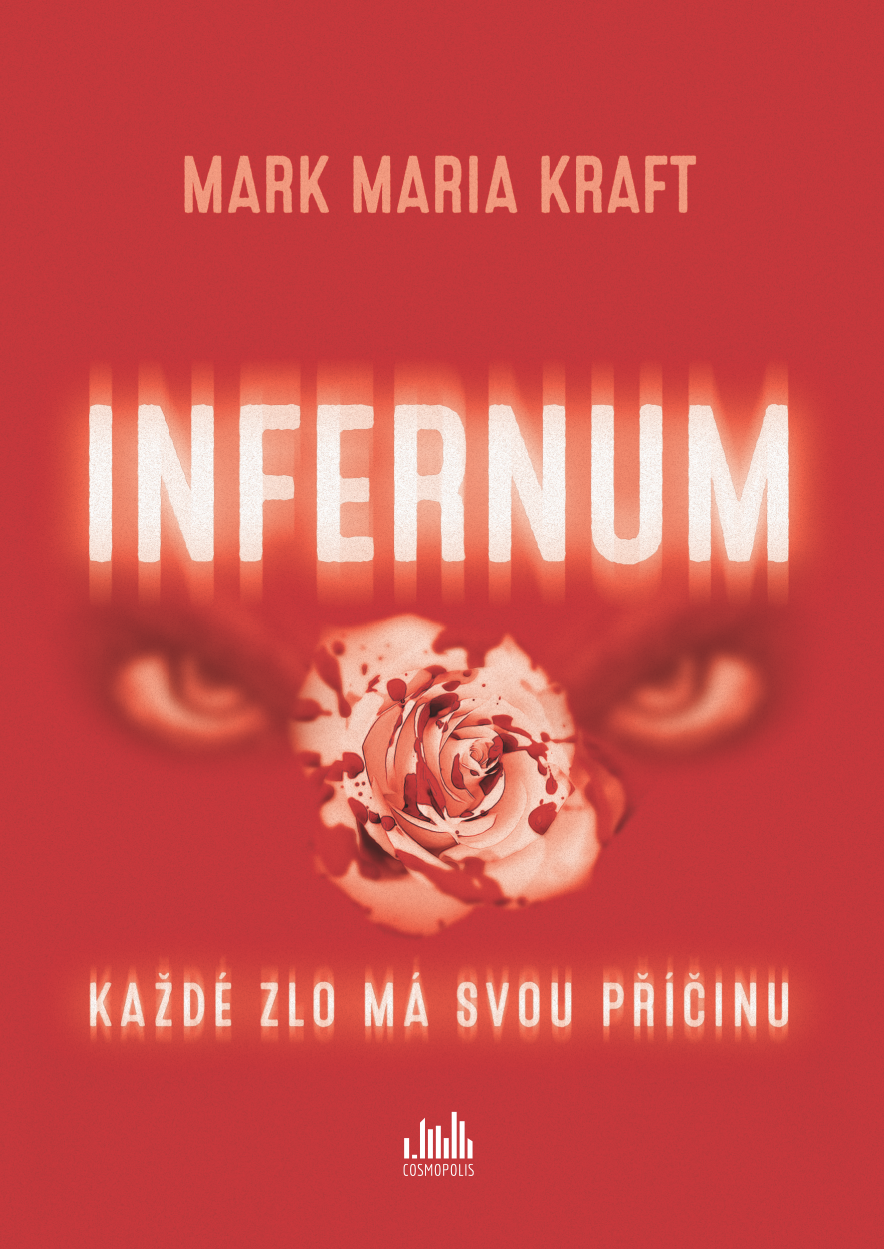 MARK MARIA KRAFT
INFERNUM
KAŽDÉ ZLO MÁ SVOU PŘÍČINU
COSMOPOLIS